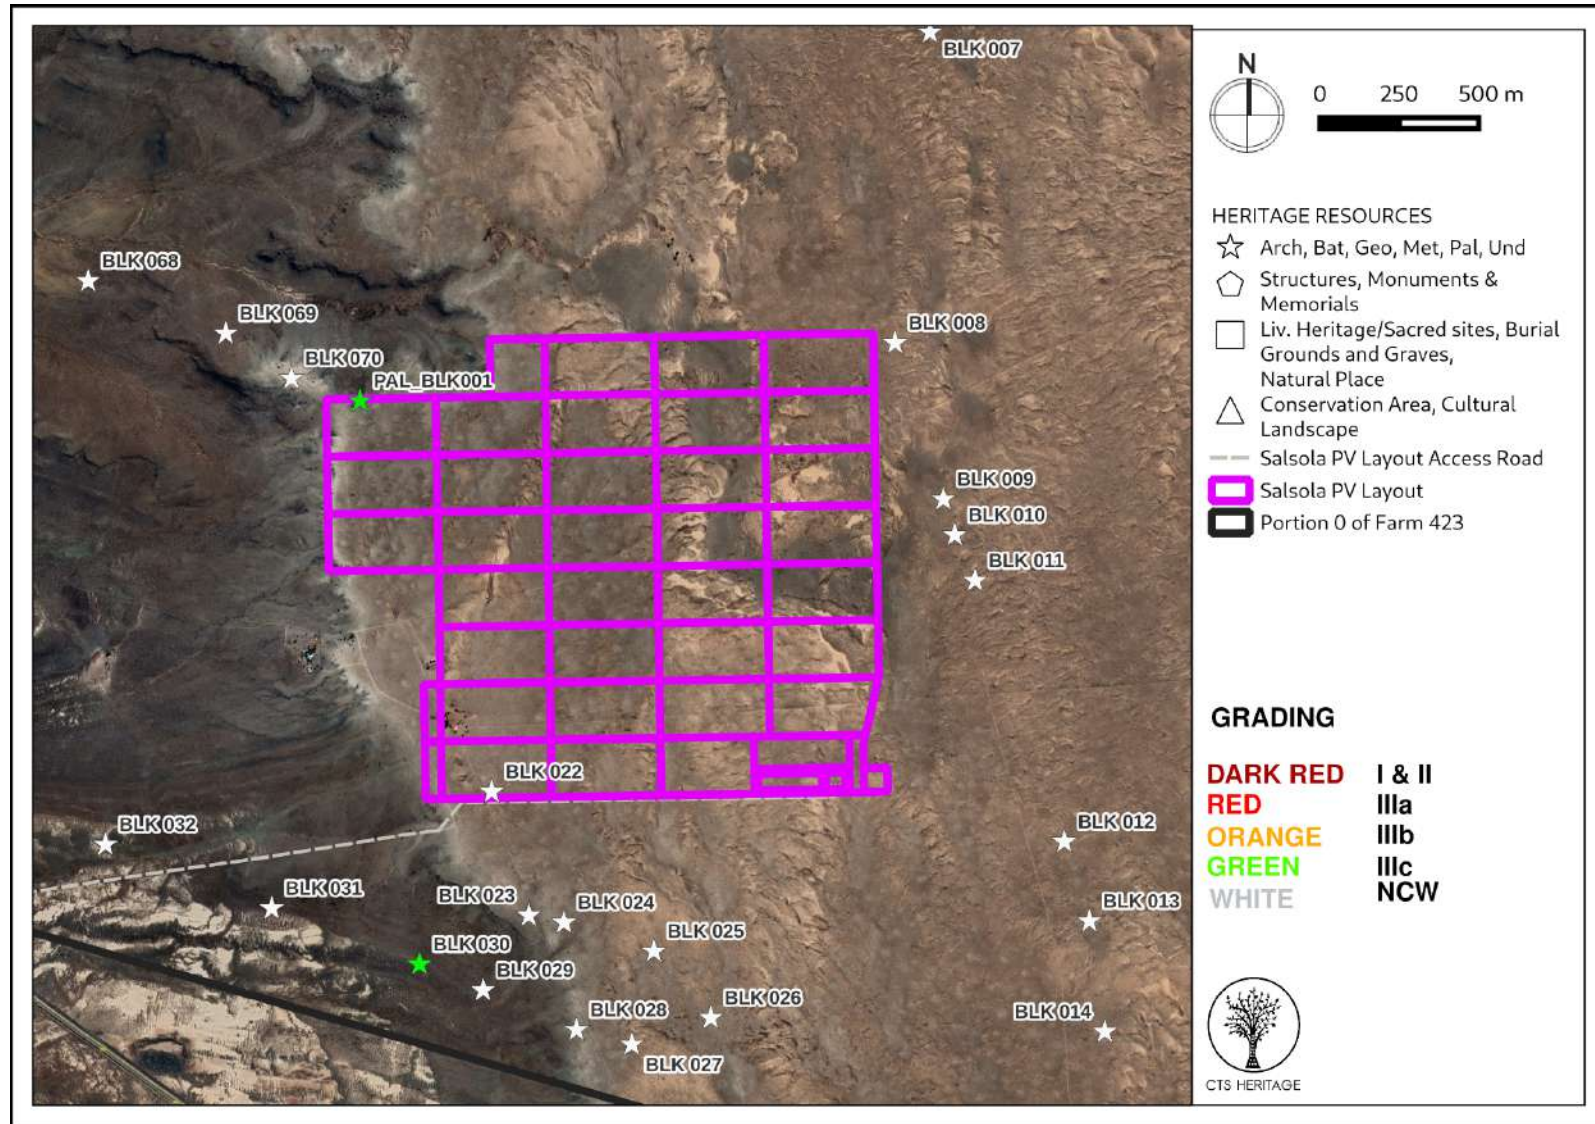 BLK 007
BLK 068
BLK 069
BLK 008
BLK 070
PAL_BLK001
BLK 009
BLK 010
BLK 011
BLK 022
BLK 032
BLK 012
BLK 031
BLK 023
BLK 024
BLK 013
BLK 025
BLK 030
BLK 029
BLK 026
BLK 028
BLK 014
BLK 027
N
0 250 500 m
HERITAGE RESOURCES
Arch, Bat, Geo, Met, Pal, Und
Structures, Monuments &
Memorials
Liv. Heritage/Sacred sites, Burial
Grounds and Graves,
Natural Place
Conservation Area, Cultural
Landscape
Salsola PV Layout Access Road
Salsola PV Layout
Portion 0 of Farm 423
GRADING
DARK RED I & II
RED IIIa
ORANGE IIIb
GREEN IIIc
WHITE NCW
CTS HERITAGE